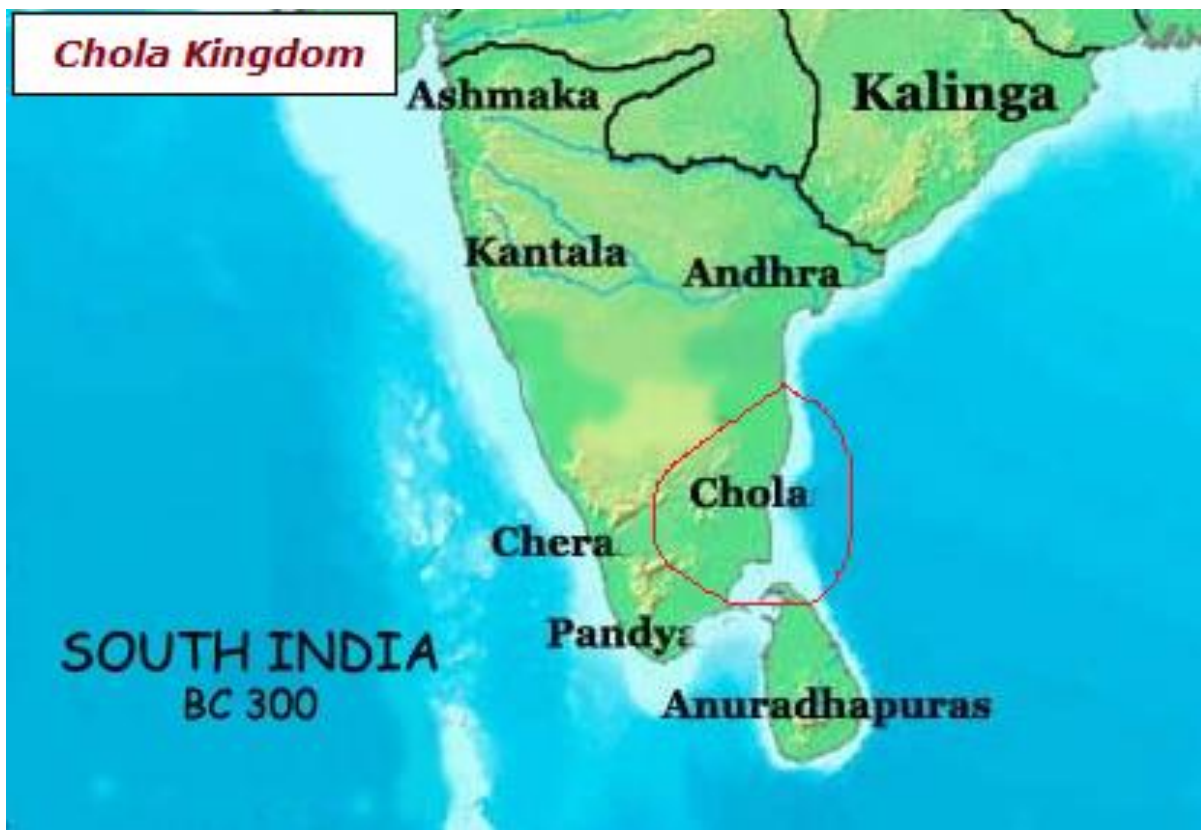 Chola Kingdom
Ashmaka
Kalinga
Kantala
Andhra
Chola
Chera
Pandya
SOUTH INDIA
BC 300
Anuradhapuras